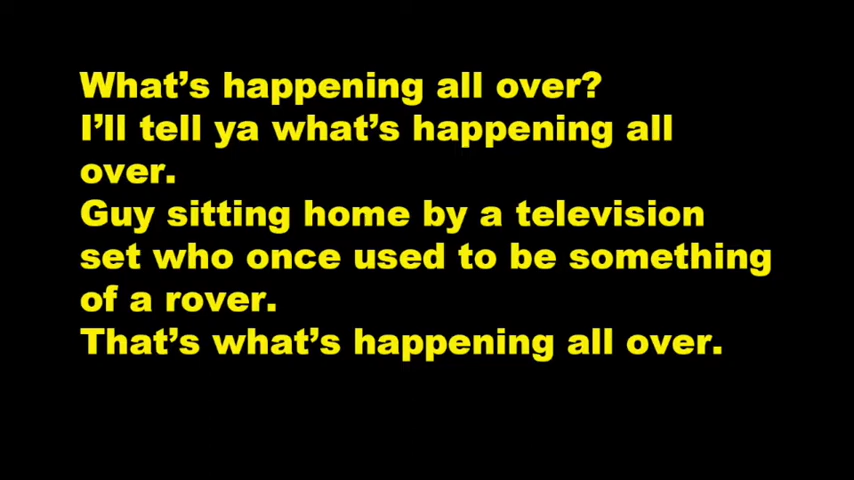 What’s happening all over?
I’ll tell ya what’s happening all
over.
Guy sitting home by a television
set who once used to be something
of a rover.
That’s what’s happening all over.